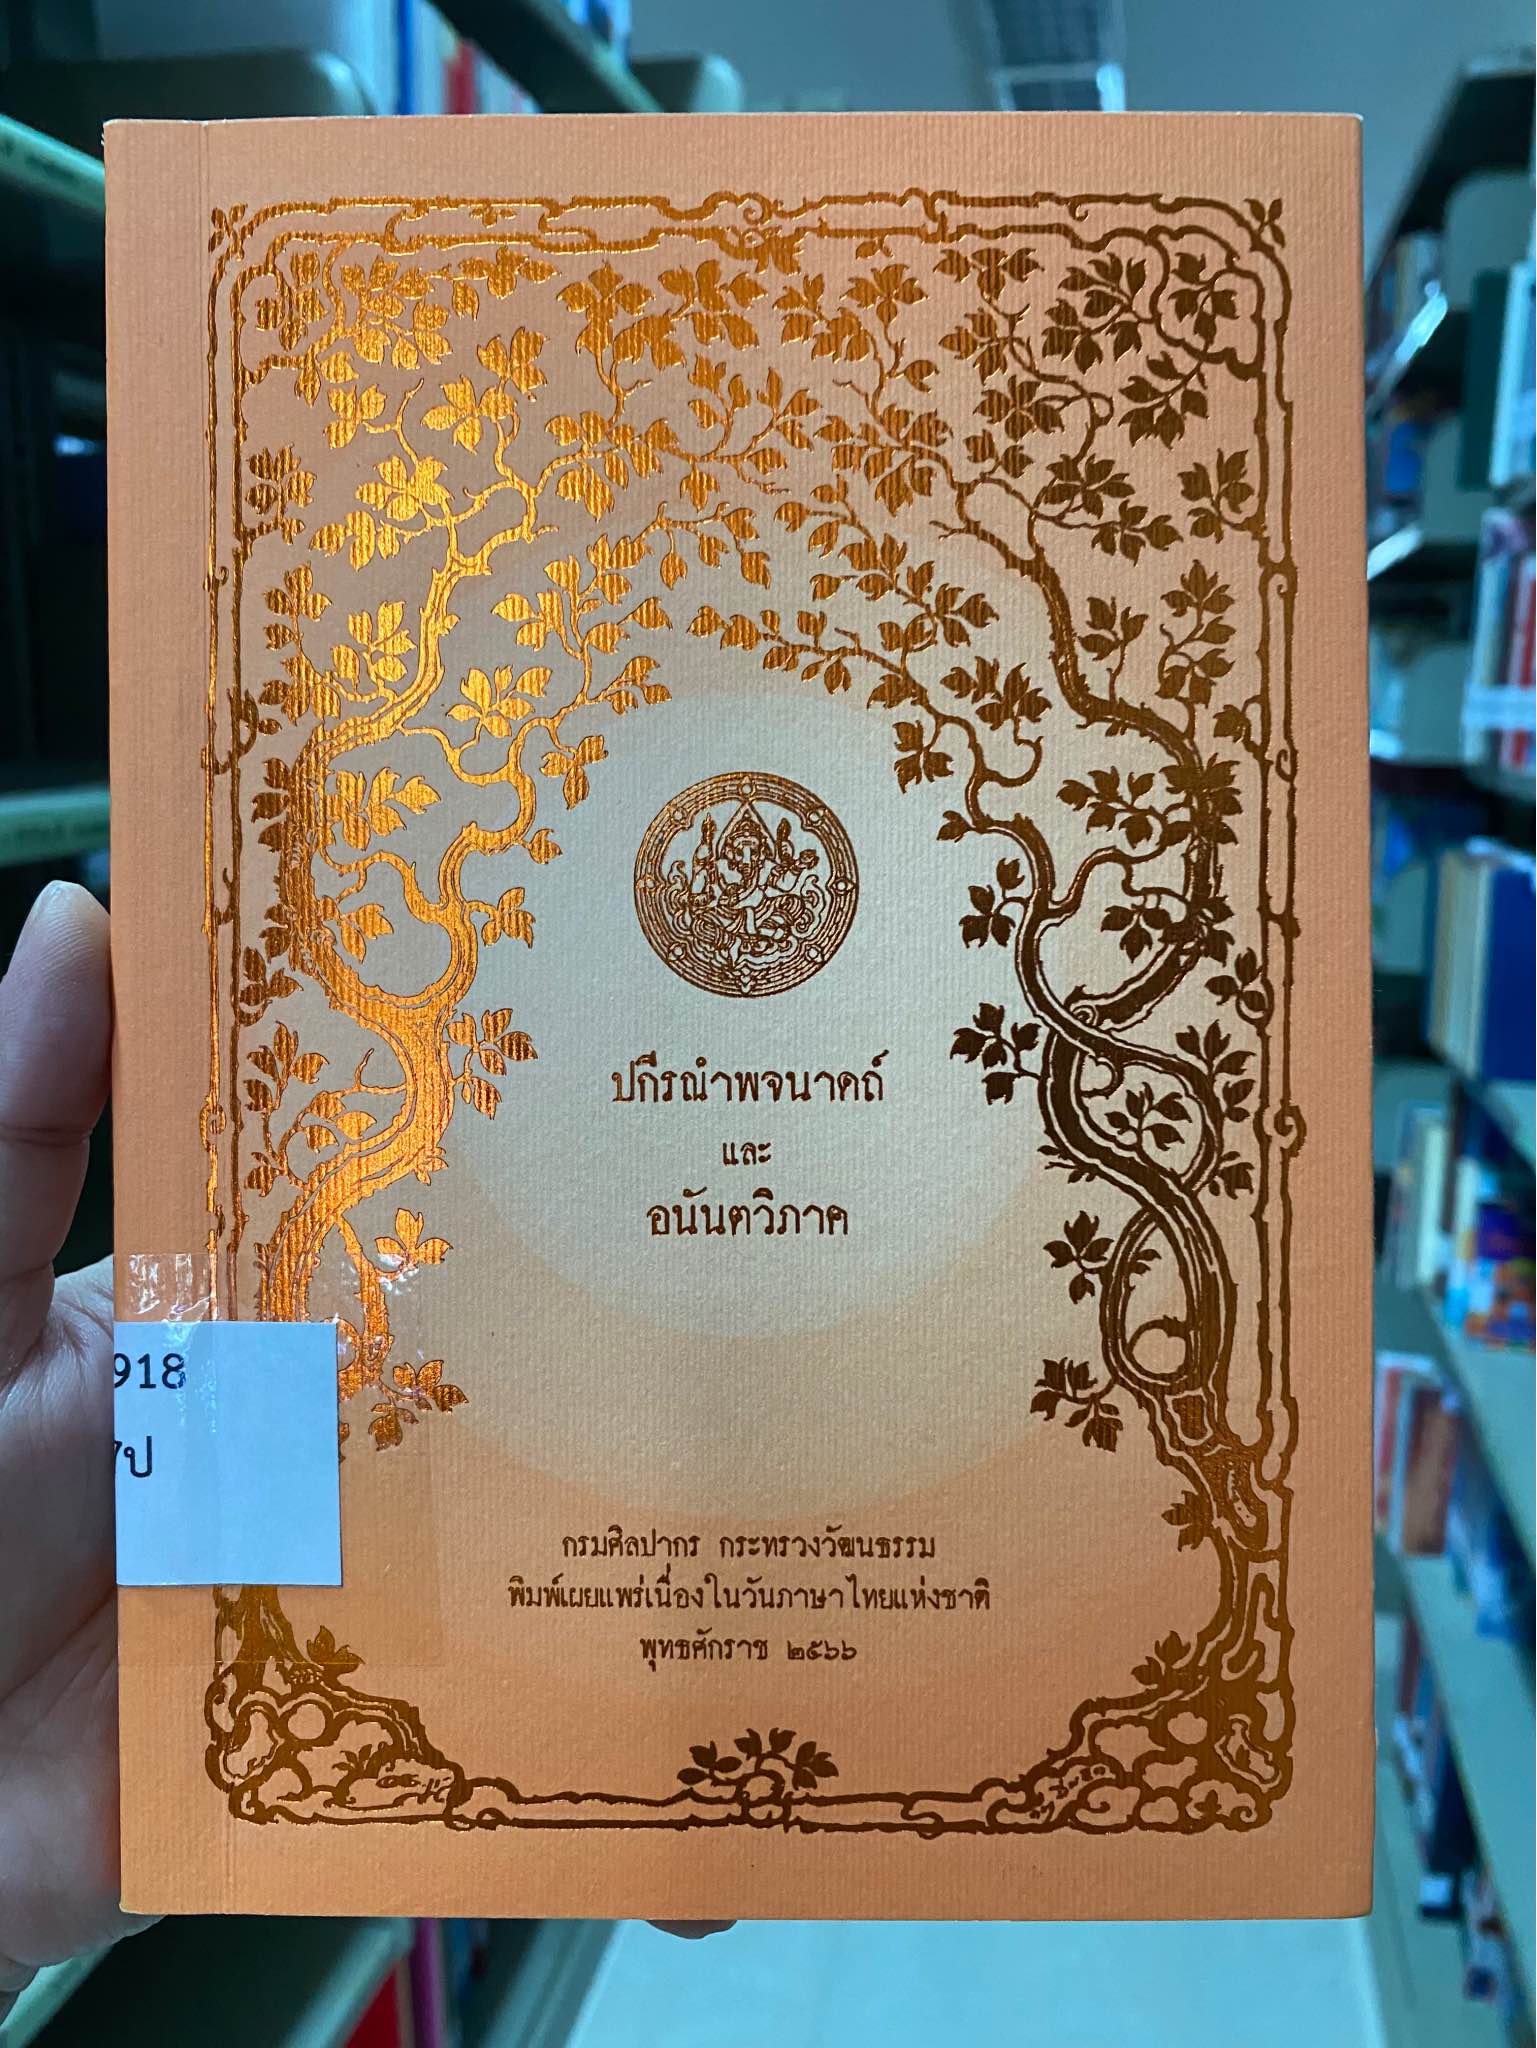 ปกีรณำพจนาดถ์
และ
อนันตวิภาค
918
7ป
กรมศิลปากร กระทรวงวัฒนธรรม
พิมพ์เผยแพร่เนื่องในวันภาษาไทยแห่งชาติ
พุทธศักราช ๒๕๖๖